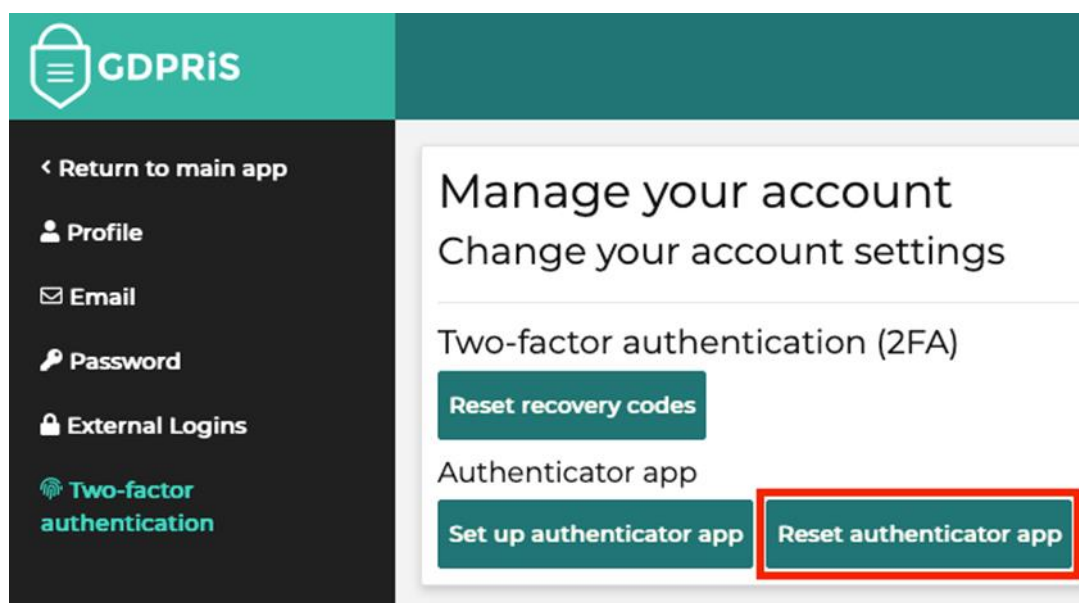 GDPRiS
< Return to main app
Profile
Email
Password
External Logins
Two-factor
authentication
Manage your account
Change your account settings
Two-factor authentication (2FA)
Reset recovery codes
Authenticator app
Set up authenticator app
Reset authenticator app